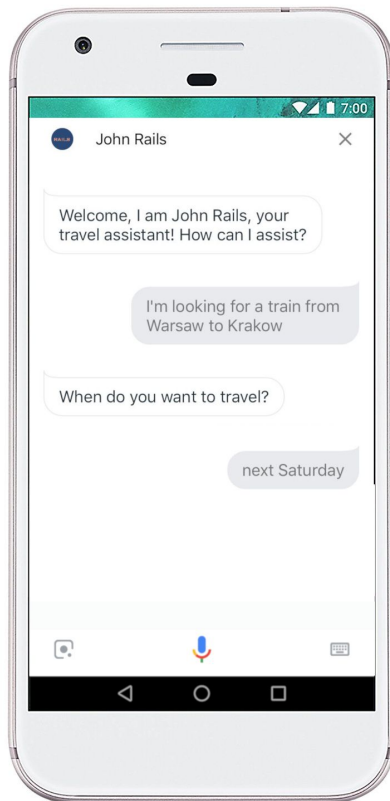 7:00
RAILS
John Rails
Welcome, I am John Rails, your
travel assistant! How can I assist?
I'm looking for a train from
Warsaw to Krakow
When do you want to travel?
next Saturday